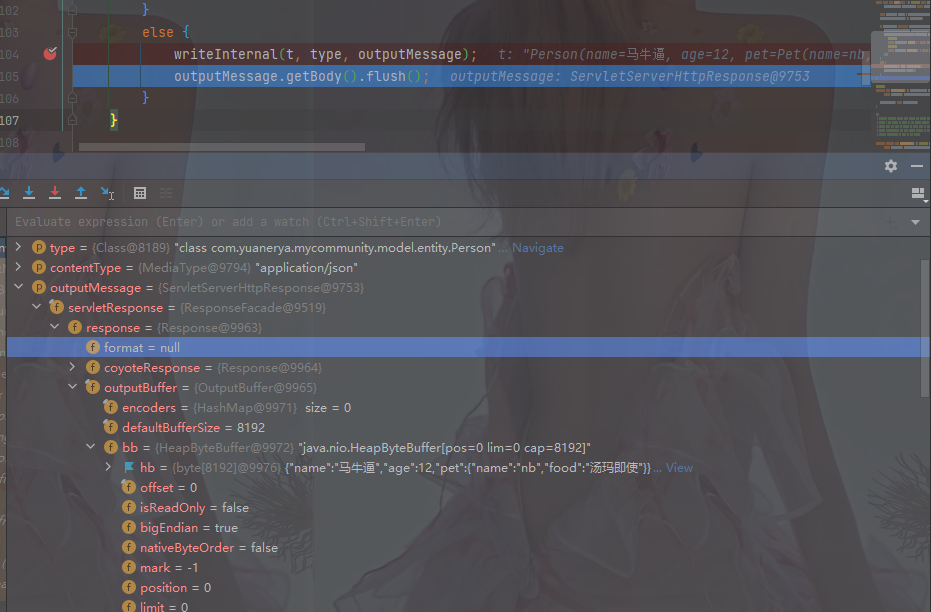 102 }
103 else {
104 writeInternal(t, type, outputMessage); t: "Person(name=马牛逼, age=12, pet=Pet(name=nb,
105 outputMessage.getBody().flush(); outputMessage: ServletServerHttpResponse@9753
106 }
107 }
108
Evaluate expression (Enter) or add a watch (Ctrl+Shift+Enter)
p type = {Class@8189} "class com.yuanerya.mycommunity.model.entity.Person" ... Navigate
p contentType = {MediaType@9794} "application/json"
p outputMessage = {ServletServerHttpResponse@9753}
f servletResponse = {ResponseFacade@9519}
f response = {Response@9963}
f format = null
f coyoteResponse = {Response@9964}
f outputBuffer = {OutputBuffer@9965}
f encoders = {HashMap@9971} size = 0
f defaultBufferSize = 8192
f bb = {HeapByteBuffer@9972} "java.nio.HeapByteBuffer[pos=0 lim=0 cap=8192]"
hb = {byte[8192]@9976} {"name":"马牛逼","age":12,"pet":{"name":"nb","food":"汤玛即使"}} ... View
f offset = 0
f isReadOnly = false
f bigEndian = true
f nativeByteOrder = false
f mark = -1
f position = 0
f limit = 0